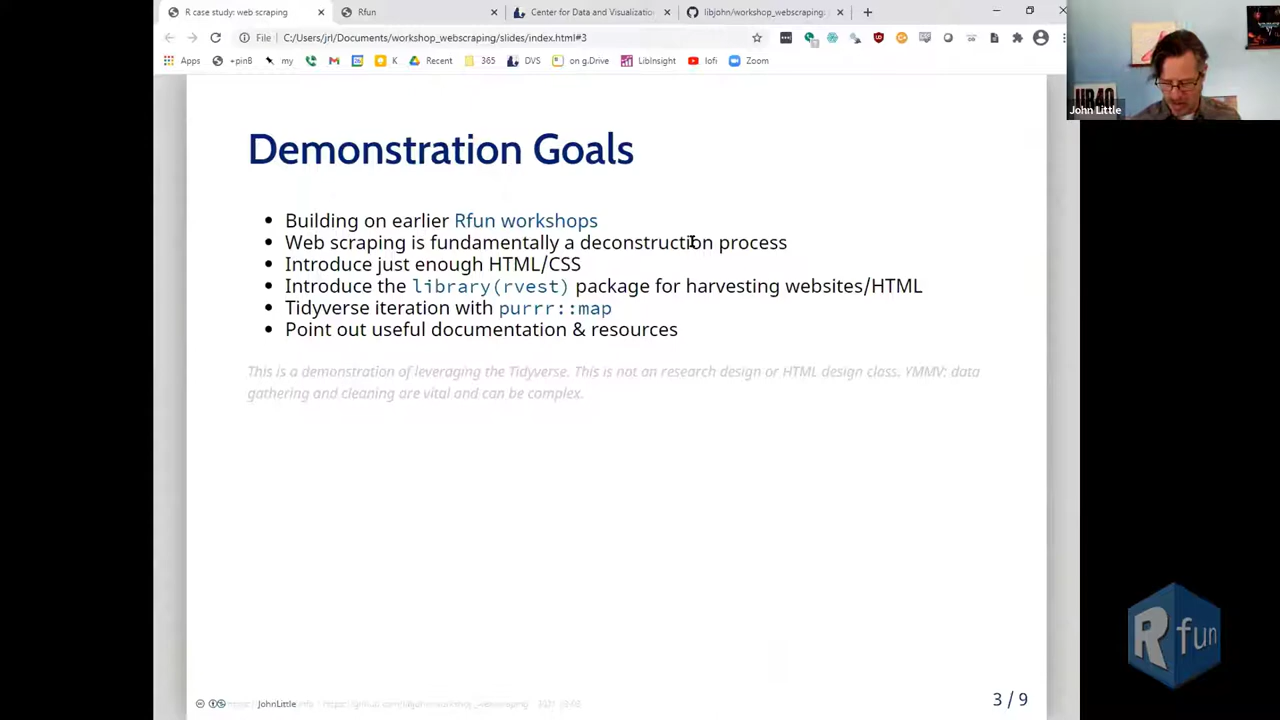 R case study: web scraping
Rfun
Center for Data and Visualization
libjohn/workshop_webscraping:
File
C:/Users/jrl/Documents/workshop_webscraping/slides/index.html#3
Apps
+pinB
my
K
Recent
365
DVS
on g.Drive
LibInsight
lofi
Zoom
UB40
John Little
Demonstration Goals
Building on earlier Rfun workshops
Web scraping is fundamentally a deconstruction process
Introduce just enough HTML/CSS
Introduce the library(rvest) package for harvesting websites/HTML
Tidyverse iteration with purrr::map
Point out useful documentation & resources
This is a demonstration of leveraging the Tidyverse. This is not an research design or HTML design class. YMMV: data
gathering and cleaning are vital and can be complex.
R fun
JohnLittle
3 / 9